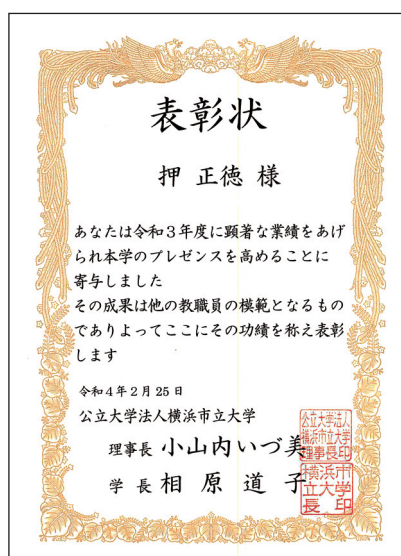 表彰状
押 正徳 様
あなたは令和3年度に顕著な業績をあげ
られ本学のプレゼンスを高めることに
寄与しました
その成果は他の教職員の模範となるもの
でありよってここにその功績を称え表彰
します
令和4年2月25日
公立大学法人横浜市立大学
理事長 小山内いづ美
学長 相原道子
公立大学法人
横浜市立大学
理事長印
横浜市
立大学
長印